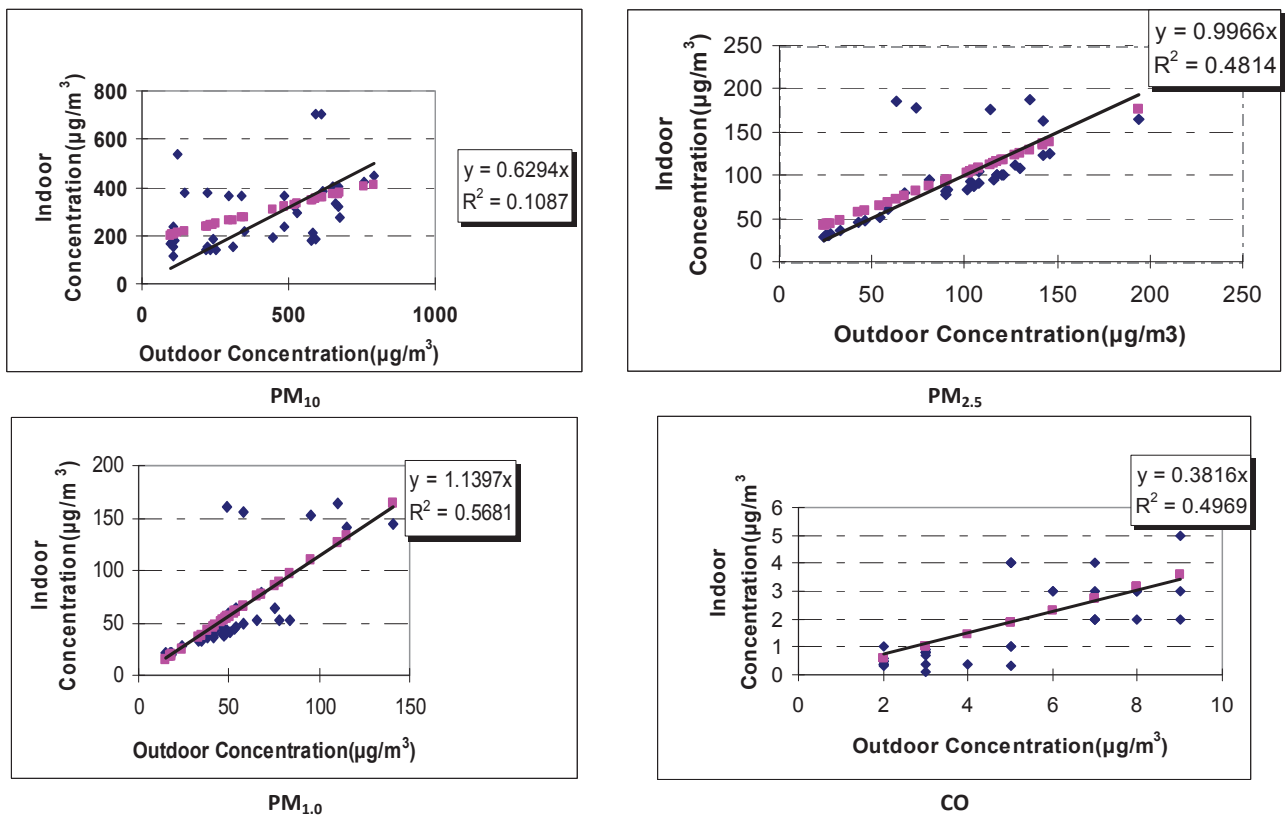 y = 0.6294x
R² = 0.1087
800
600
400
200
0
0 500 1000
Indoor
Concentration(µg/m³)
Outdoor Concentration(µg/m³)
PM₁₀
y = 0.9966x
R² = 0.4814
250
200
150
100
50
0
0 50 100 150 200 250
Indoor
Concentration(µg/m³)
Outdoor Concentration(µg/m3)
PM₂.₅
y = 1.1397x
R² = 0.5681
200
150
100
50
0
0 50 100 150
Indoor
Concentration(µg/m³)
Outdoor Concentration(µg/m³)
PM₁.₀
y = 0.3816x
R² = 0.4969
6
5
4
3
2
1
0
0 2 4 6 8 10
Indoor
Concentration(µg/m³)
Outdoor Concentration(µg/m³)
CO